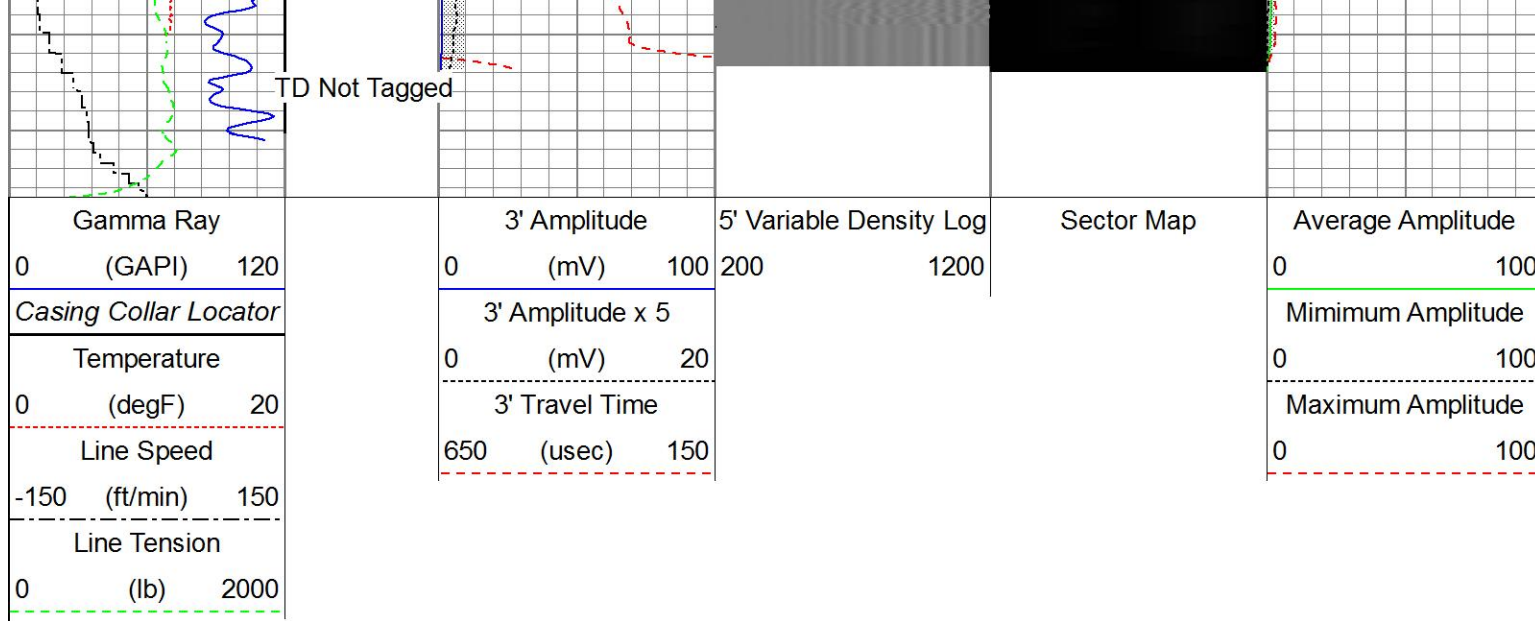 TD Not Tagged
Gamma Ray
0 (GAPI) 120
Casing Collar Locator
Temperature
0 (degF) 20
Line Speed
-150 (ft/min) 150
Line Tension
0 (lb) 2000
3' Amplitude
0 (mV) 100
3' Amplitude x 5
0 (mV) 20
3' Travel Time
650 (usec) 150
5' Variable Density Log
200 1200
Sector Map
Average Amplitude
0 100
Mimimum Amplitude
0 100
Maximum Amplitude
0 100